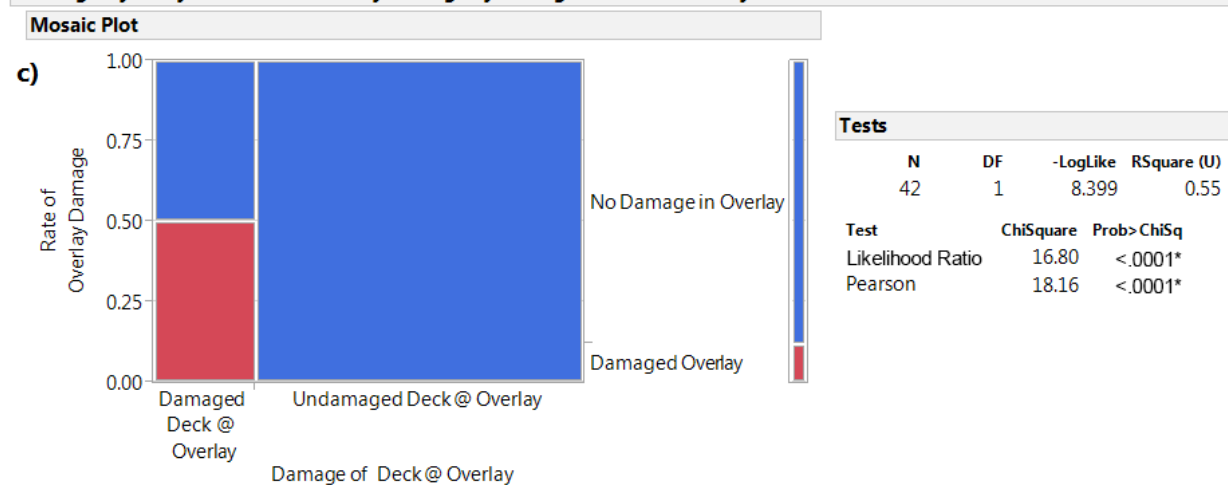 Mosaic Plot
c)
1.00
0.75
0.50
0.25
0.00
Rate of
Overlay Damage
No Damage in Overlay
Damaged Overlay
Damaged
Deck @
Overlay
Undamaged Deck @ Overlay
Damage of Deck @ Overlay
Tests
N DF -LogLike RSquare (U)
42 1 8.399 0.55
Test ChiSquare Prob>ChiSq
Likelihood Ratio 16.80 <.0001*
Pearson 18.16 <.0001*